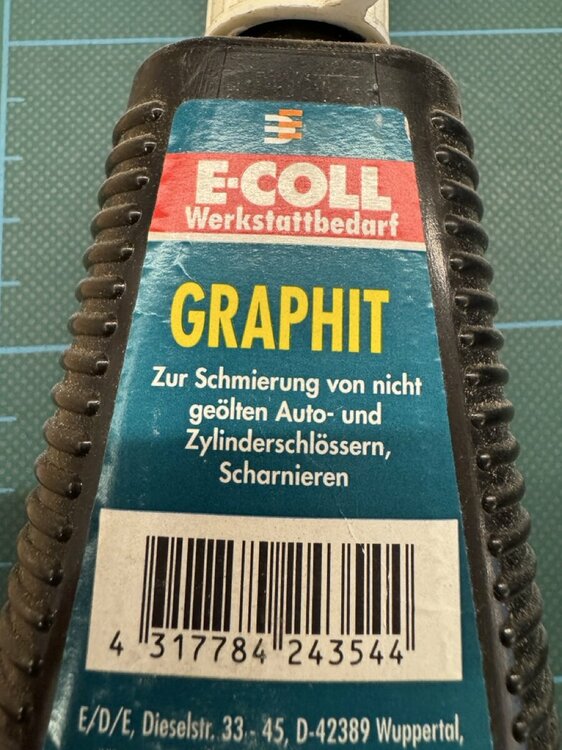 E-COLL
Werkstattbedarf
GRAPHIT
Zur Schmierung von nicht
geölten Auto- und
Zylinderschlössern,
Scharnieren
4 317784 243544
E/D/E, Dieselstr. 33 - 45, D-42389 Wuppertal,